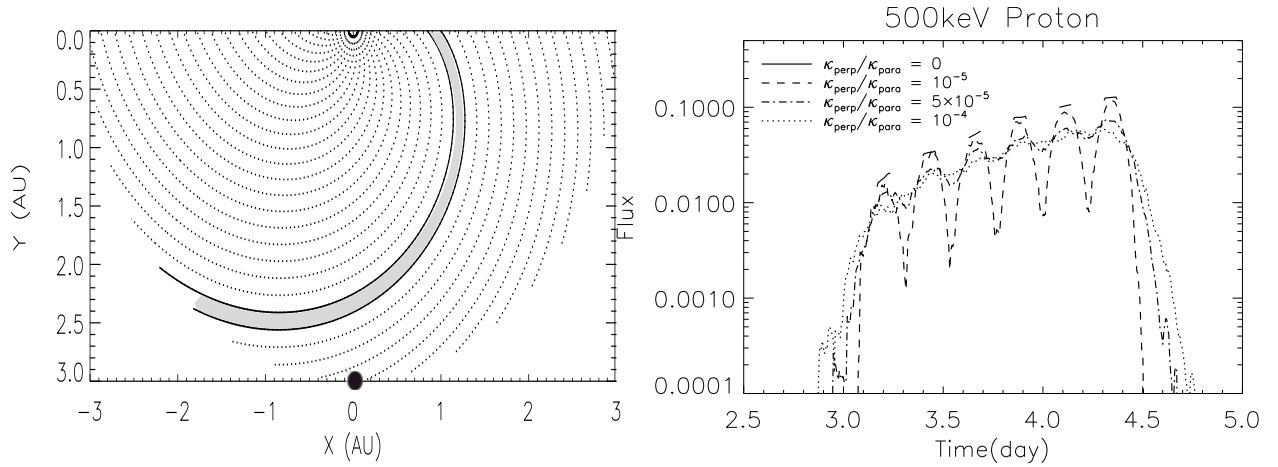 0.0
0.5
1.0
1.5
2.0
2.5
3.0
Y (AU)
-3 -2 -1 0 1 2 3
X (AU)
500keV Proton
κperp/κpara = 0
κperp/κpara = 10-5
κperp/κpara = 5×10-5
κperp/κpara = 10-4
0.1000
0.0100
0.0010
0.0001
Flux
2.5 3.0 3.5 4.0 4.5 5.0
Time(day)